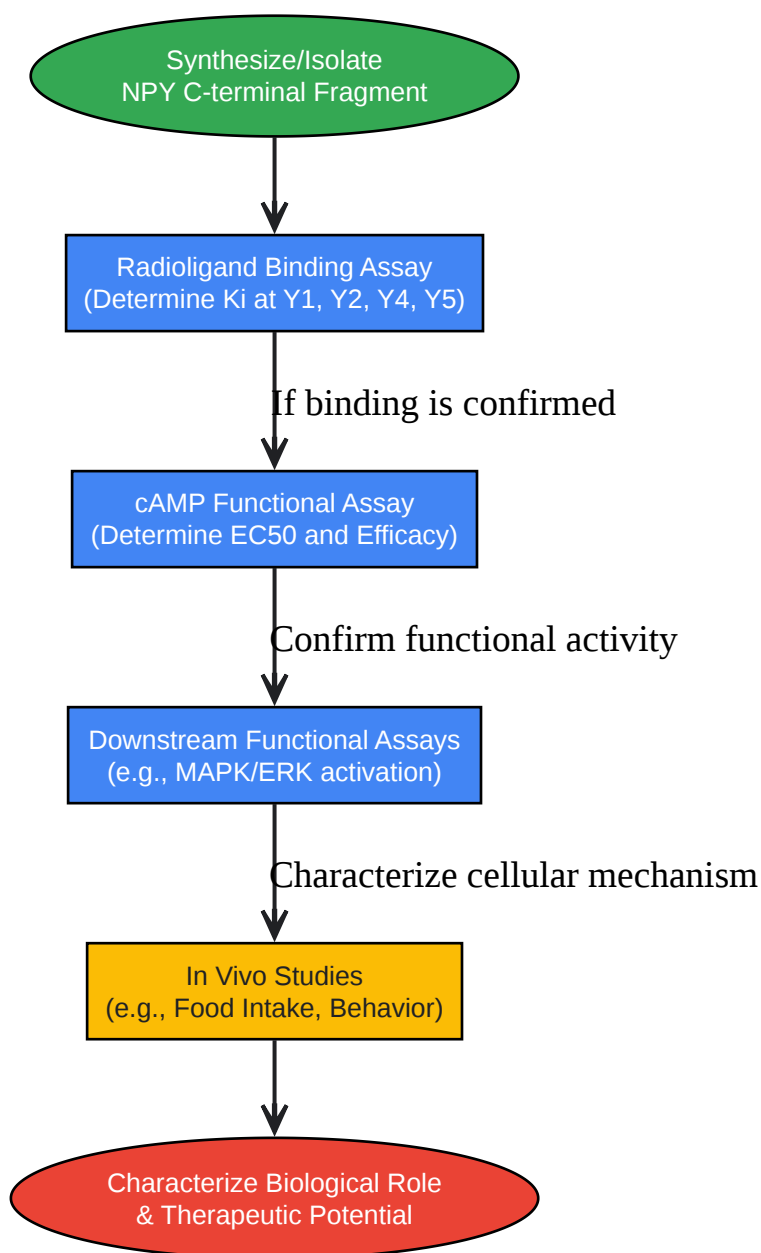 Synthesize/Isolate
NPY C-terminal Fragment
Radioligand Binding Assay
(Determine Ki at Y1, Y2, Y4, Y5)
If binding is confirmed
cAMP Functional Assay
(Determine EC50 and Efficacy)
Confirm functional activity
Downstream Functional Assays
(e.g., MAPK/ERK activation)
Characterize cellular mechanism
In Vivo Studies
(e.g., Food Intake, Behavior)
Characterize Biological Role
& Therapeutic Potential